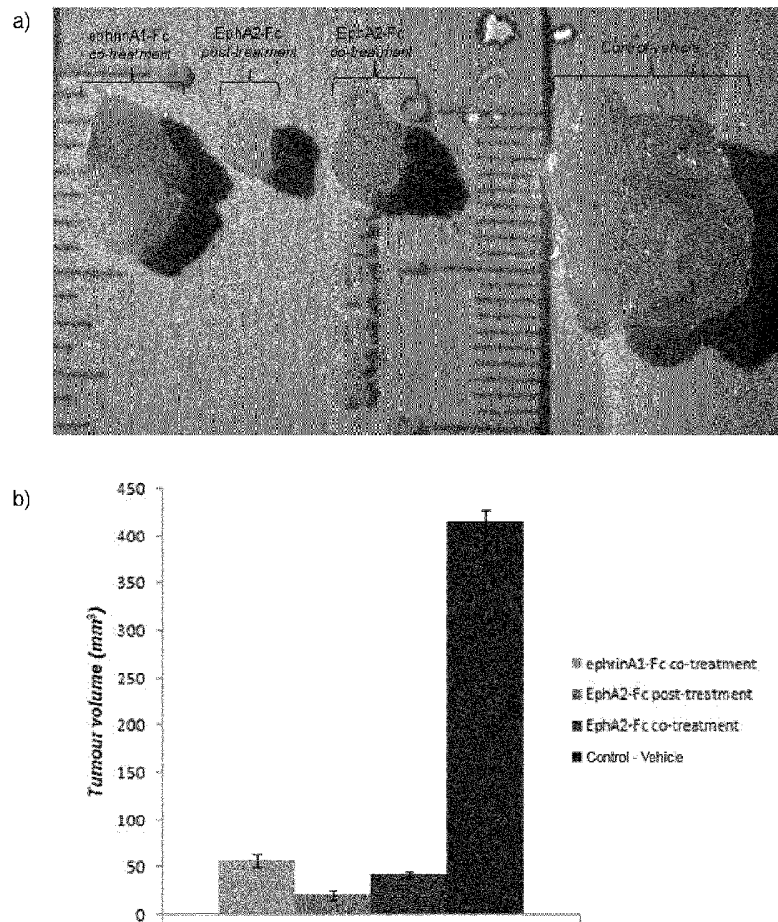 a)
ephrinA1-Fc
co-treatment
EphA2-Fc
post-treatment
EphA2-Fc
co-treatment
Control-vehicle
b)
450
400
350
300
250
200
150
100
50
0
Tumour volume (mm³)
ephrinA1-Fc co-treatment
EphA2-Fc post-treatment
EphA2-Fc co-treatment
Control - Vehicle